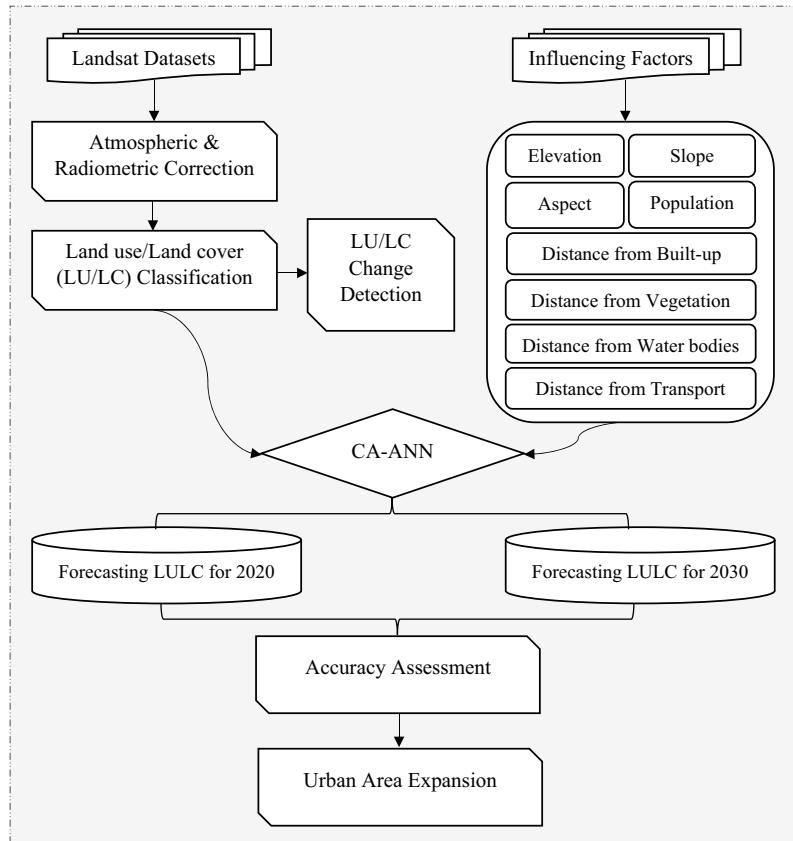 Landsat Datasets
Influencing Factors
Atmospheric &
Radiometric Correction
Elevation
Slope
Aspect
Population
Land use/Land cover
(LU/LC) Classification
LU/LC
Change
Detection
Distance from Built-up
Distance from Vegetation
Distance from Water bodies
Distance from Transport
CA-ANN
Forecasting LULC for 2020
Forecasting LULC for 2030
Accuracy Assessment
Urban Area Expansion